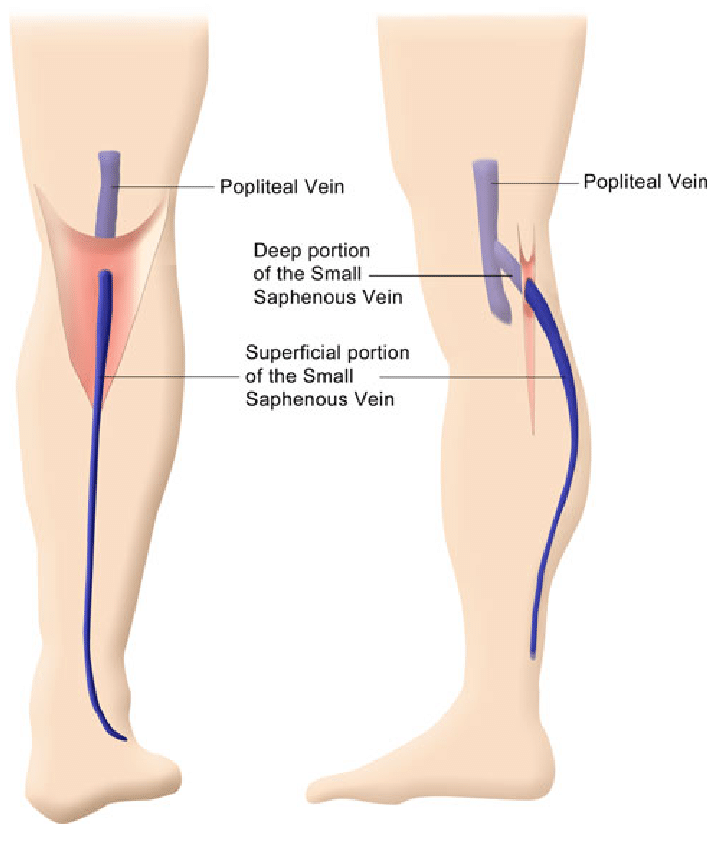 Popliteal Vein
Popliteal Vein
Deep portion
of the Small
Saphenous Vein
Superficial portion
of the Small
Saphenous Vein